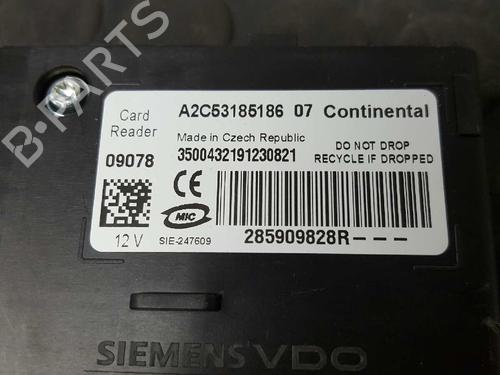 A2C53185186 07 Continental
Card
Reader
Made in Czech Republic
DO NOT DROP
09078
3500432191230821
RECYCLE IF DROPPED
CE
MIC
12 V
SIE-247609
285909828R---
SIEMENS VDO
B-PARTS